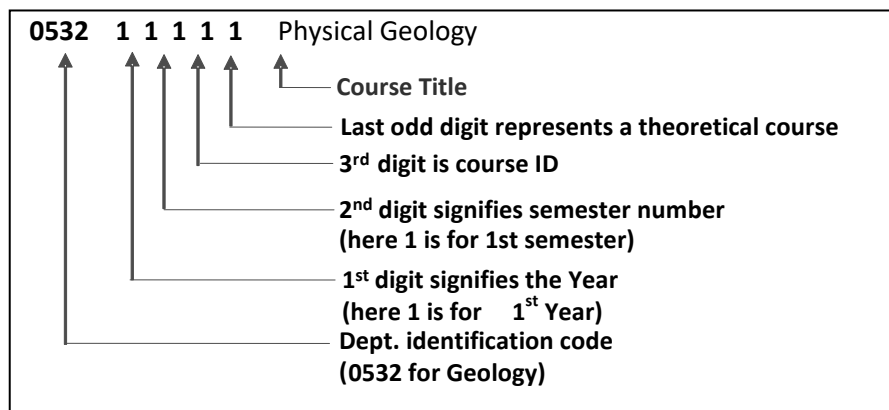 0532 1 1 1 1 1 Physical Geology
Course Title
Last odd digit represents a theoretical course
3rd digit is course ID
2nd digit signifies semester number
(here 1 is for 1st semester)
1st digit signifies the Year
(here 1 is for 1st Year)
Dept. identification code
(0532 for Geology)